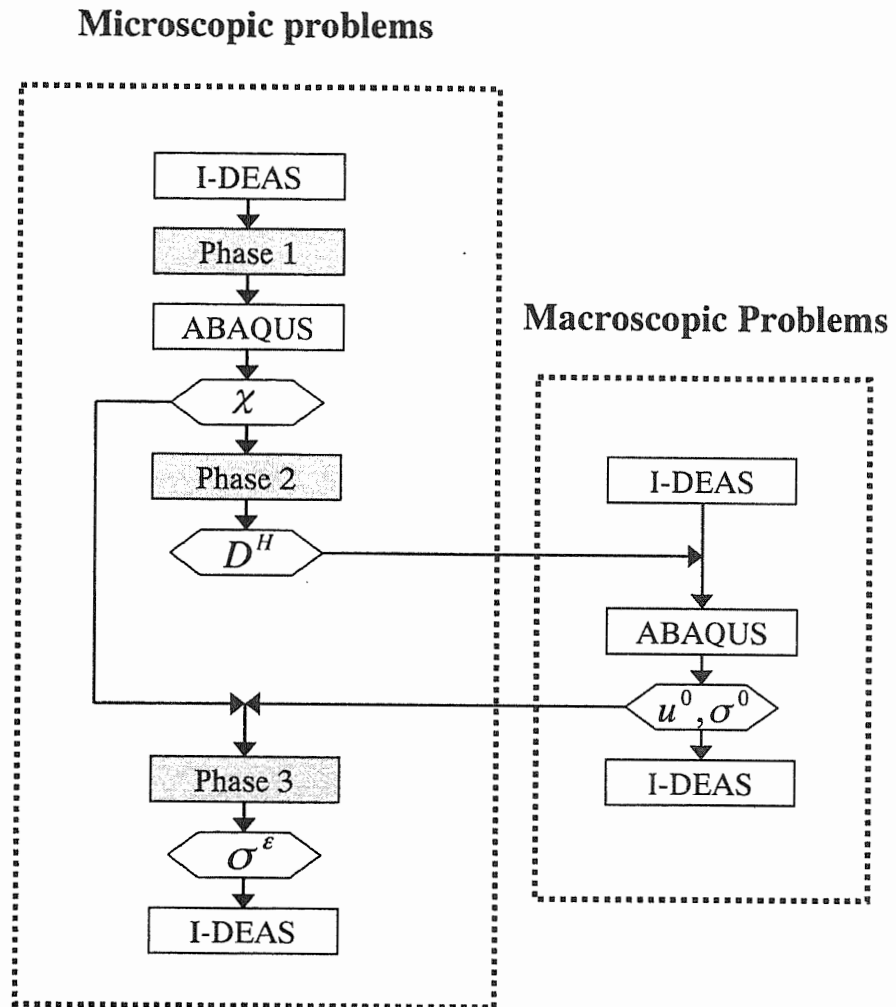 Microscopic problems
I-DEAS
Phase 1
ABAQUS
χ
Phase 2
D^H
Phase 3
σ^ε
I-DEAS
Macroscopic Problems
I-DEAS
ABAQUS
u^0, σ^0
I-DEAS